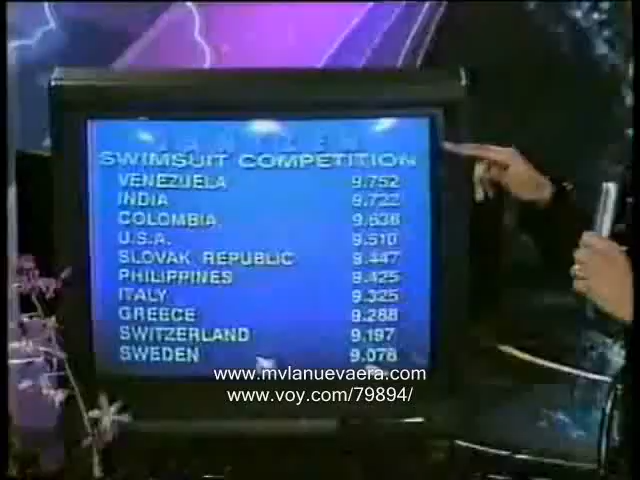 JANTZEN
SWIMSUIT COMPETITION
VENEZUELA 9.752
INDIA 9.722
COLOMBIA 9.638
U.S.A. 9.510
SLOVAK REPUBLIC 9.447
PHILIPPINES 9.425
ITALY 9.325
GREECE 9.288
SWITZERLAND 9.197
SWEDEN 9.078
www.mvlanuevaera.com
www.voy.com/79894/